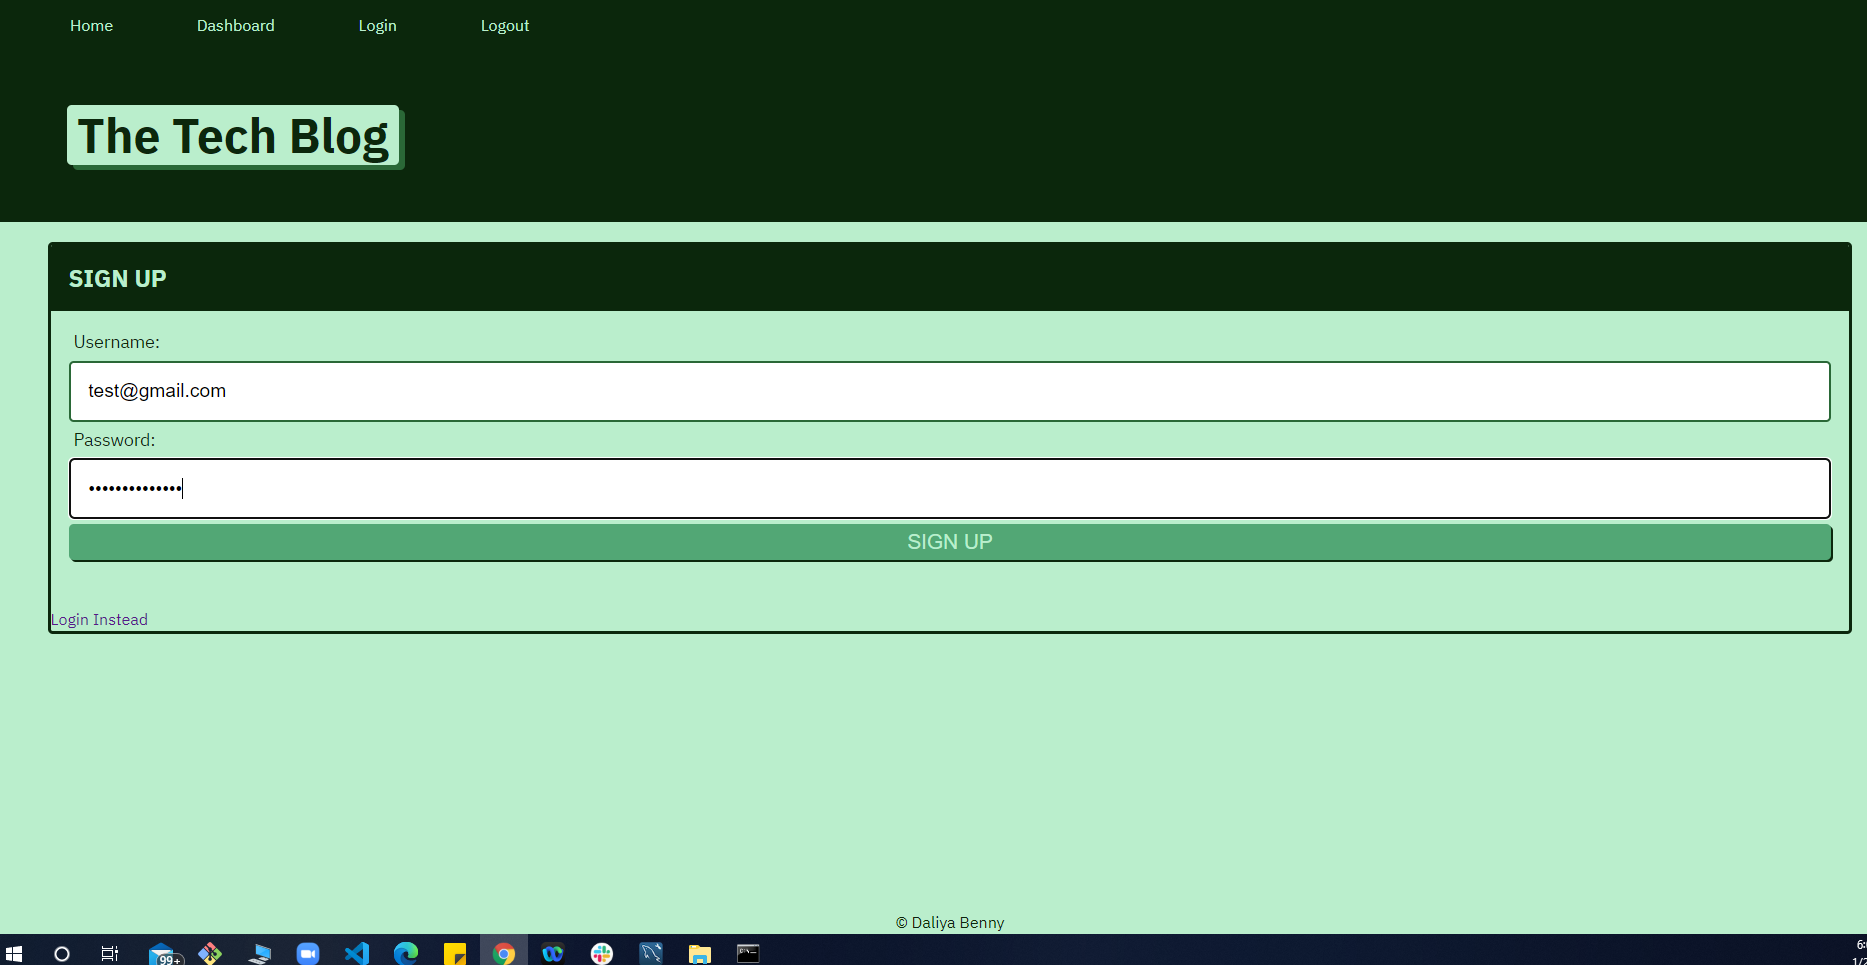 Home Dashboard Login Logout
The Tech Blog
SIGN UP
Username:
test@gmail.com
Password:
••••••••••••••
SIGN UP
Login Instead
© Daliya Benny
99+